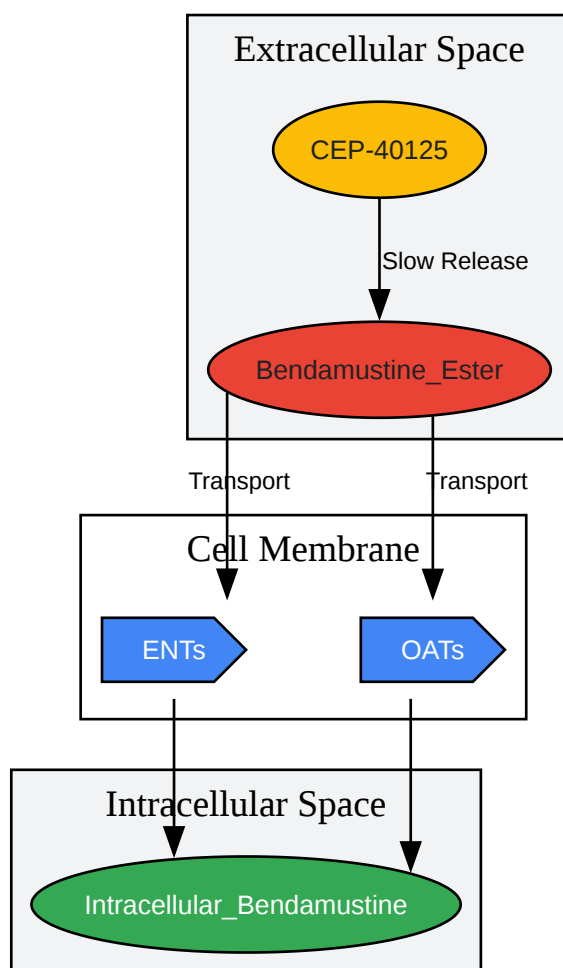 Extracellular Space
CEP-40125
Slow Release
Bendamustine_Ester
Transport
Transport
Cell Membrane
ENTs
OATs
Intracellular Space
Intracellular_Bendamustine